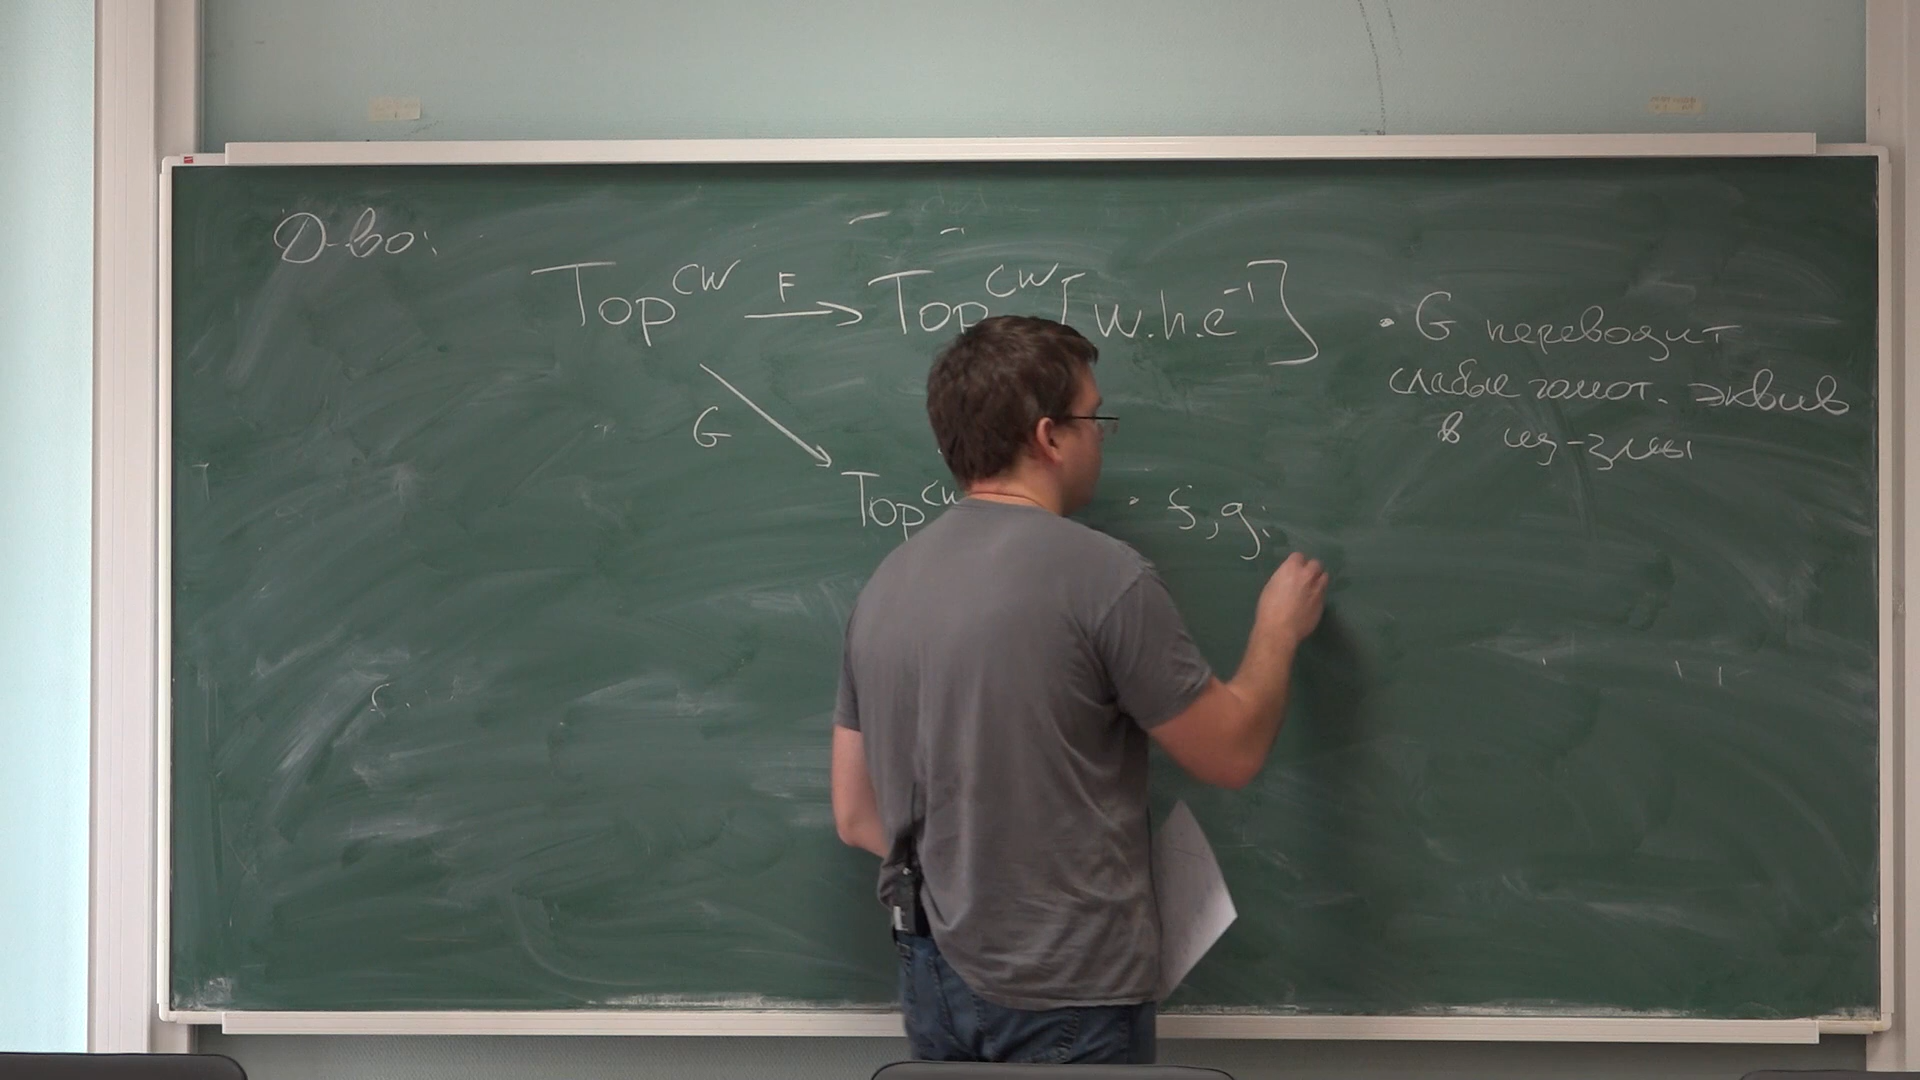 Д-во:
Top^CW F→ Top^CW [w.h.e^-1]
G
Top^CW
• f, g:
• G переводит
слабые гомот. эквив
в из-змы